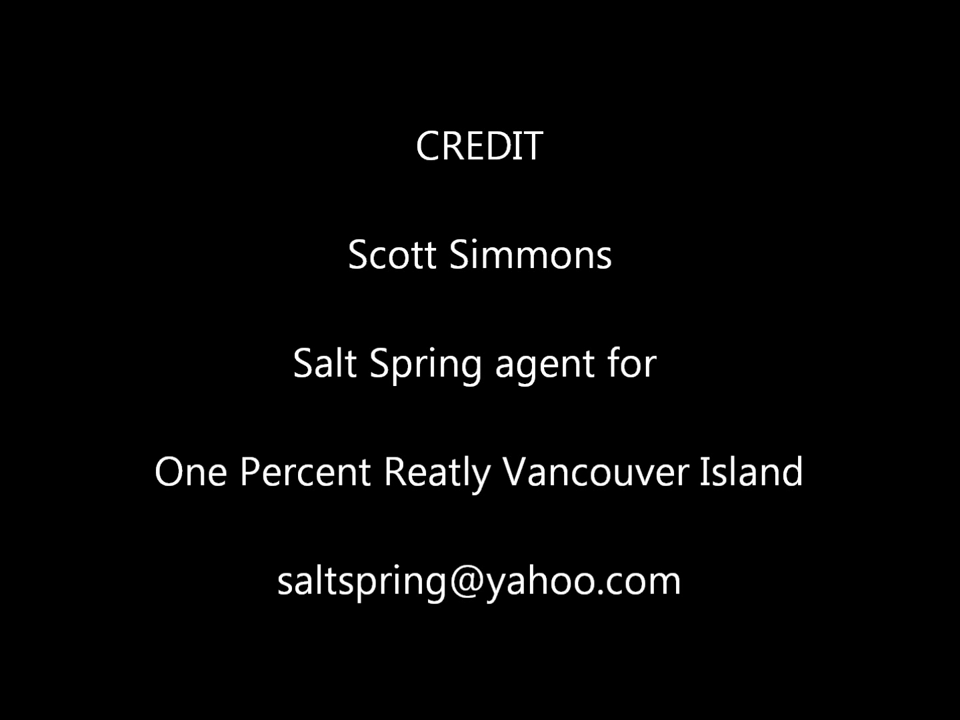 CREDIT
Scott Simmons
Salt Spring agent for
One Percent Reatly Vancouver Island
saltspring@yahoo.com